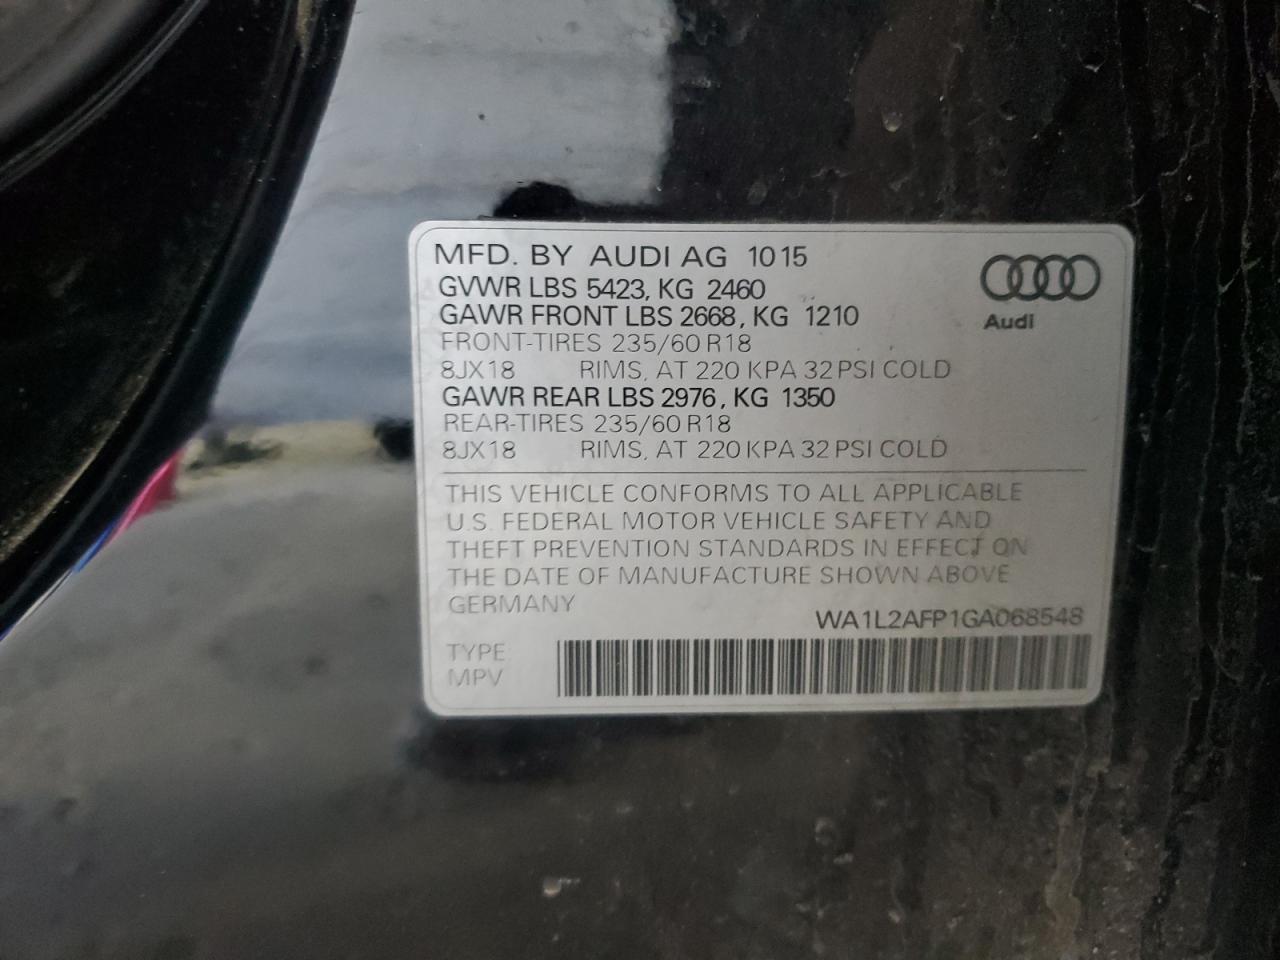 MFD. BY AUDI AG 10 15
GVWR LBS 5423, KG 2460
GAWR FRONT LBS 2668, KG 1210
FRONT-TIRES 235/60 R18
8JX18 RIMS, AT 220 KPA 32 PSI COLD
GAWR REAR LBS 2976, KG 1350
REAR-TIRES 235/60 R18
8JX18 RIMS, AT 220 KPA 32 PSI COLD
Audi
THIS VEHICLE CONFORMS TO ALL APPLICABLE
U.S. FEDERAL MOTOR VEHICLE SAFETY AND
THEFT PREVENTION STANDARDS IN EFFECT ON
THE DATE OF MANUFACTURE SHOWN ABOVE
GERMANY
WA1L2AFP1GA068548
TYPE
MPV